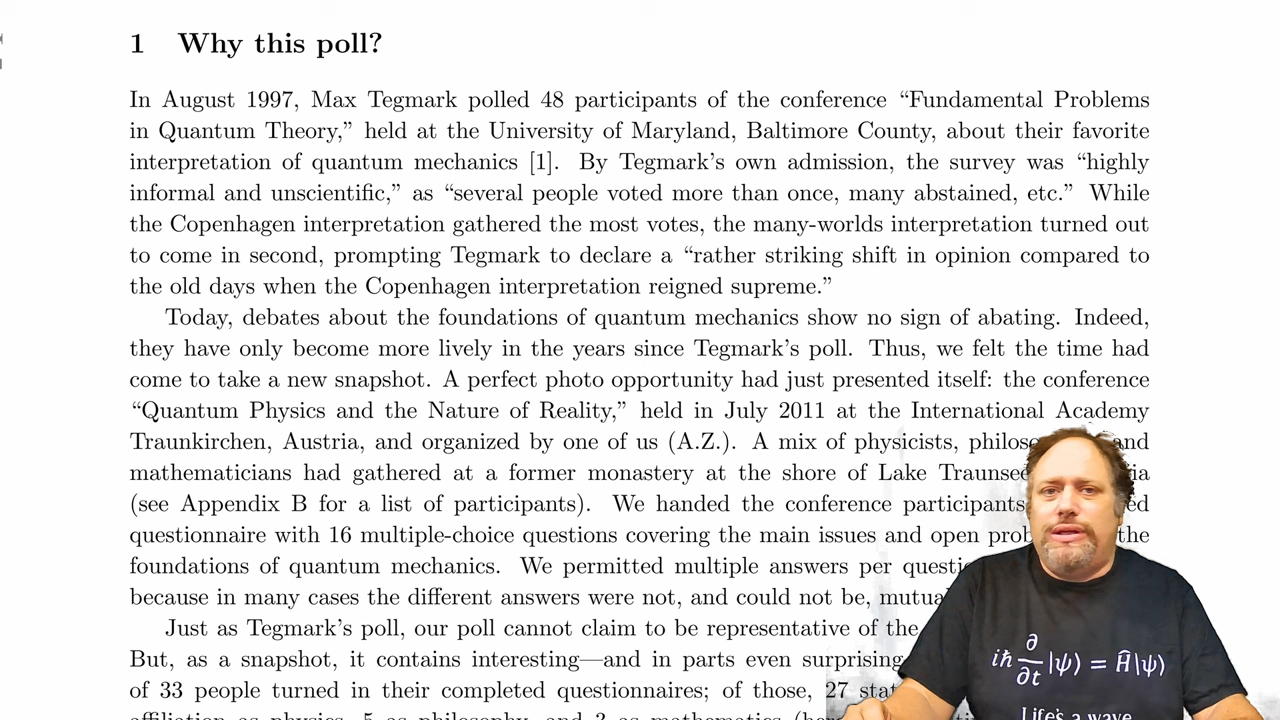 1 Why this poll?
In August 1997, Max Tegmark polled 48 participants of the conference “Fundamental Problems
in Quantum Theory,” held at the University of Maryland, Baltimore County, about their favorite
interpretation of quantum mechanics [1]. By Tegmark’s own admission, the survey was “highly
informal and unscientific,” as “several people voted more than once, many abstained, etc.” While
the Copenhagen interpretation gathered the most votes, the many-worlds interpretation turned out
to come in second, prompting Tegmark to declare a “rather striking shift in opinion compared to
the old days when the Copenhagen interpretation reigned supreme.”
Today, debates about the foundations of quantum mechanics show no sign of abating. Indeed,
they have only become more lively in the years since Tegmark’s poll. Thus, we felt the time had
come to take a new snapshot. A perfect photo opportunity had just presented itself: the conference
“Quantum Physics and the Nature of Reality,” held in July 2011 at the International Academy
Traunkirchen, Austria, and organized by one of us (A.Z.). A mix of physicists, and
mathematicians had gathered at a former monastery at the shore of Lake
(see Appendix B for a list of participants). We handed the conference participants
questionnaire with 16 multiple-choice questions covering the main issues and open the
foundations of quantum mechanics. We permitted multiple answers per
because in many cases the different answers were not, and could not be,
Just as Tegmark’s poll, our poll cannot claim to be representative of the
But, as a snapshot, it contains interesting—and in parts even surprising
of 33 people turned in their completed questionnaires; of those, 27
affiliation as physics, 5 as philosophy, and 3 as mathematics
iħ ∂/∂t |ψ⟩ = Ĥ|ψ⟩
Life's a wave